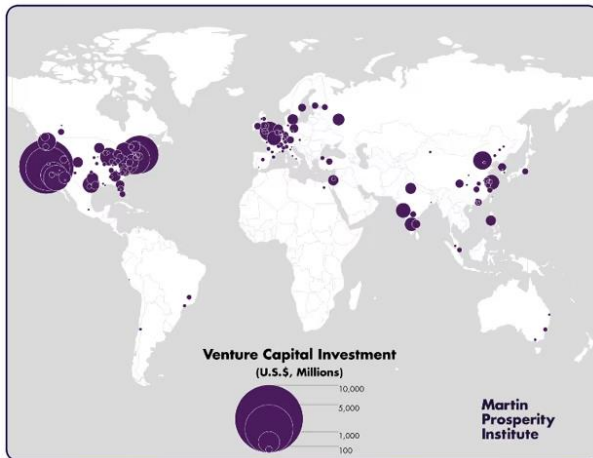 Venture Capital Investment
(U.S.$, Millions)
10,000
5,000
1,000
100
Martin
Prosperity
Institute